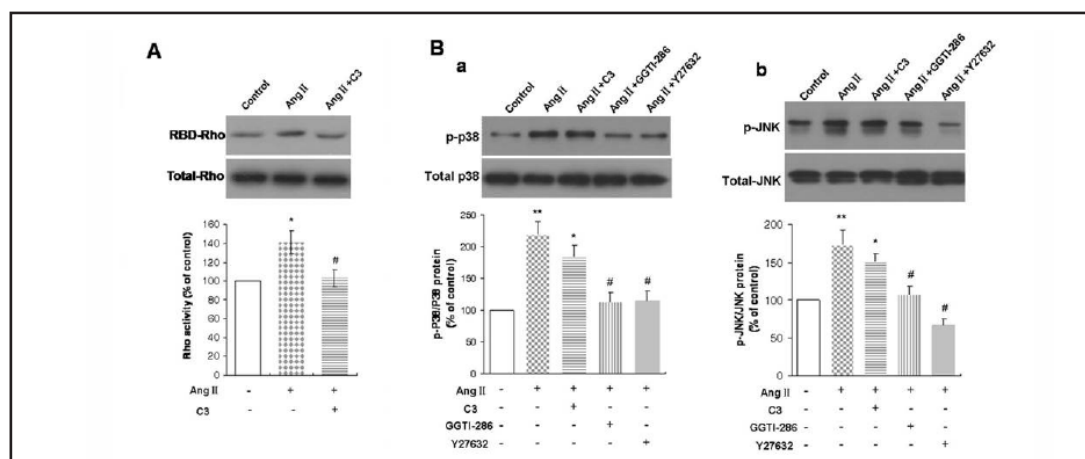 A
Control
Ang II
Ang II+C3
RBD-Rho
Total-Rho
Rho activity (% of control)
160
140
120
100
80
60
40
20
0
*
#
Ang II - + +
C3 +
B
a
Control
Ang II
Ang II+C3
Ang II+GGTI-286
Ang II+Y27632
p-p38
Total p38
p-P38/P38 protein
(% of control)
250
200
150
100
50
0
**
*
#
#
Ang II - + + + +
C3 +
GGTI-286 +
Y27632 +
b
Control
Ang II
Ang II+C3
Ang II+GGTI-286
Ang II+Y27632
p-JNK
Total-JNK
p-JNK/JNK protein
(% of control)
200
150
100
50
0
**
*
#
#
Ang II - + + + +
C3 +
GGTI-286 +
Y27632 +